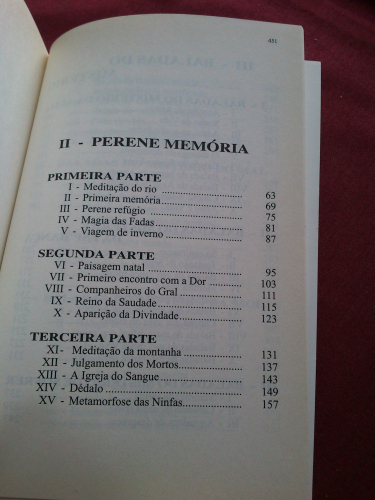 481
II - PERENE MEMÓRIA
PRIMEIRA PARTE
I - Meditação do rio ........................ 63
II - Primeira memória ........................ 69
III - Perene refúgio ........................ 75
IV - Magia das Fadas ........................ 81
V - Viagem de inverno ........................ 87
SEGUNDA PARTE
VI - Paisagem natal ........................ 95
VII - Primeiro encontro com a Dor ............ 103
VIII - Companheiros do Gral ................ 111
IX - Reino da Saudade ........................ 115
X - Aparição da Divindade ................ 123
TERCEIRA PARTE
XI- Meditação da montanha ................ 131
XII - Julgamento dos Mortos ................ 137
XIII - A Igreja do Sangue .................... 143
XIV - Dédalo ................................ 149
XV - Metamorfose das Ninfas ................ 157